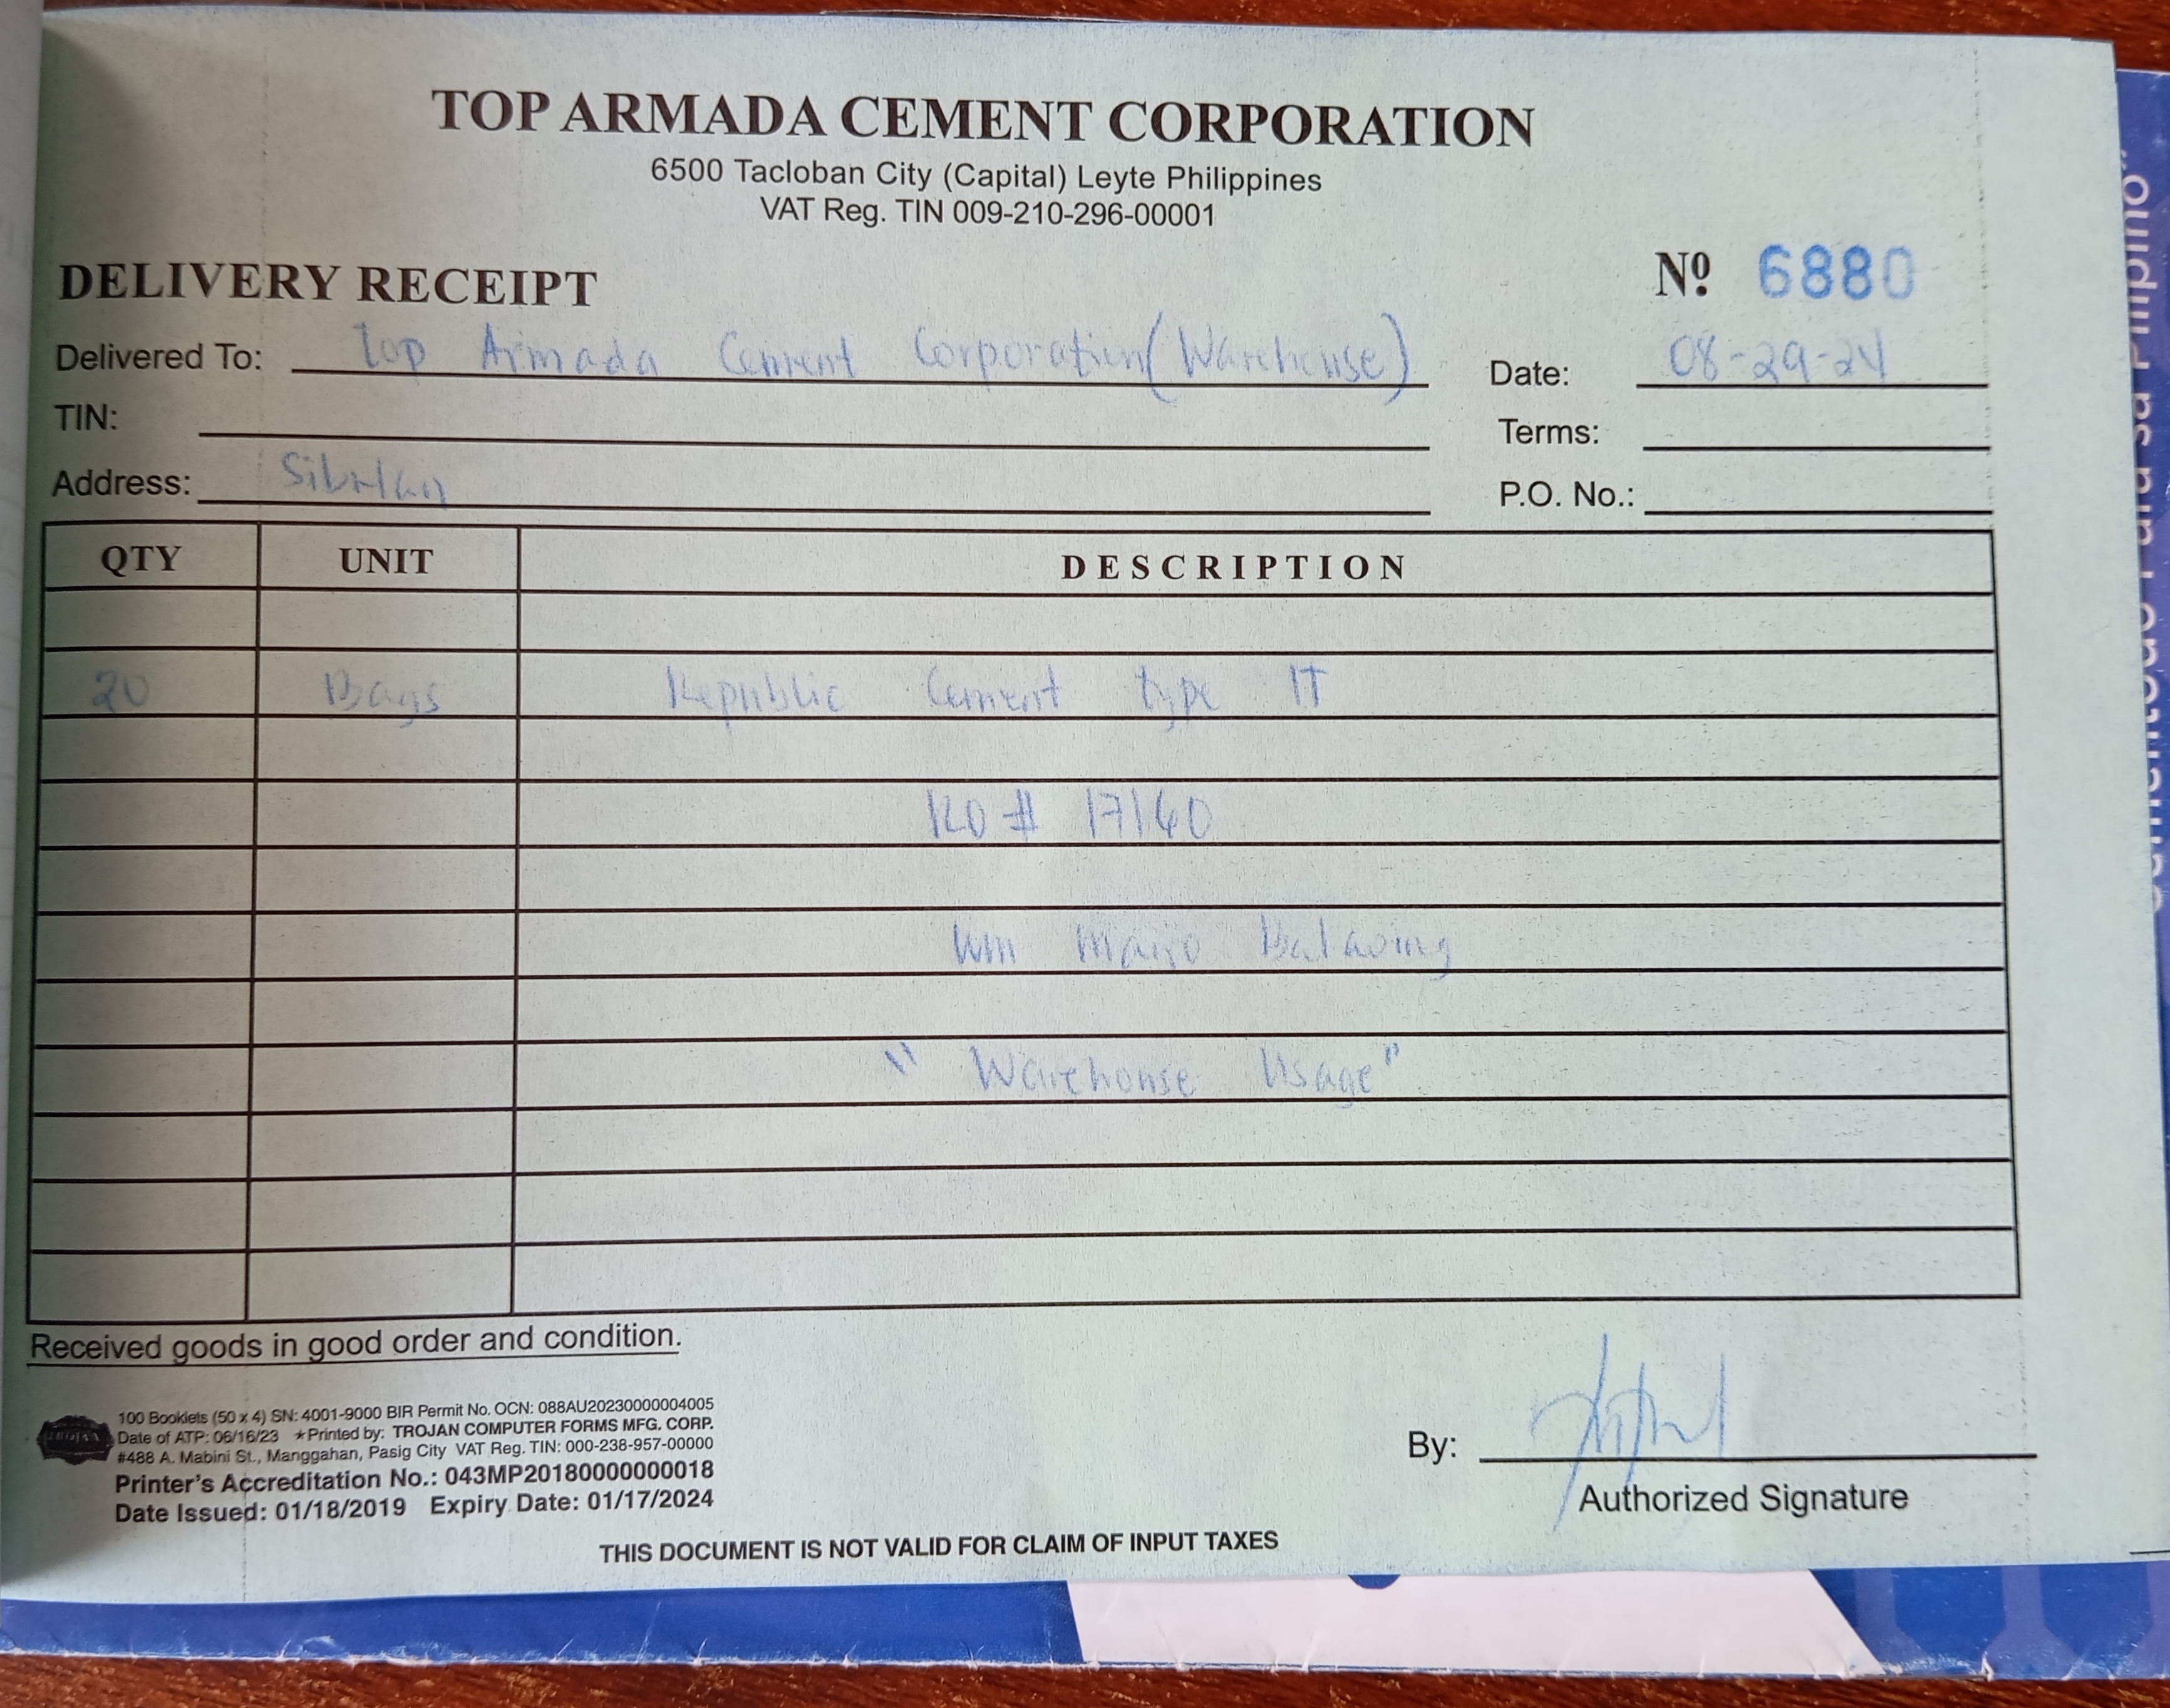 TOP ARMADA CEMENT CORPORATION
6500 Tacloban City (Capital) Leyte Philippines
VAT Reg. TIN 009-210-296-00001
DELIVERY RECEIPT
Nº 6880
Delivered To: Top Armada Cement Corporation (Warehouse)
Date: 08-29-24
TIN:
Terms:
Address:
P.O. No.:
QTY UNIT DESCRIPTION
20 Bags Republic Cement type 1T
# 17140
"Warehouse Usage"
Received goods in good order and condition.
TROJAN
100 Booklets (50 x 4) SN: 4001-9000 BIR Permit No. OCN: 088AU20230000004005
Date of ATP: 06/16/23 ★Printed by: TROJAN COMPUTER FORMS MFG. CORP.
#488 A. Mabini St., Manggahan, Pasig City VAT Reg. TIN: 000-238-957-00000
Printer's Accreditation No.: 043MP20180000000018
Date Issued: 01/18/2019 Expiry Date: 01/17/2024
By:
Authorized Signature
THIS DOCUMENT IS NOT VALID FOR CLAIM OF INPUT TAXES